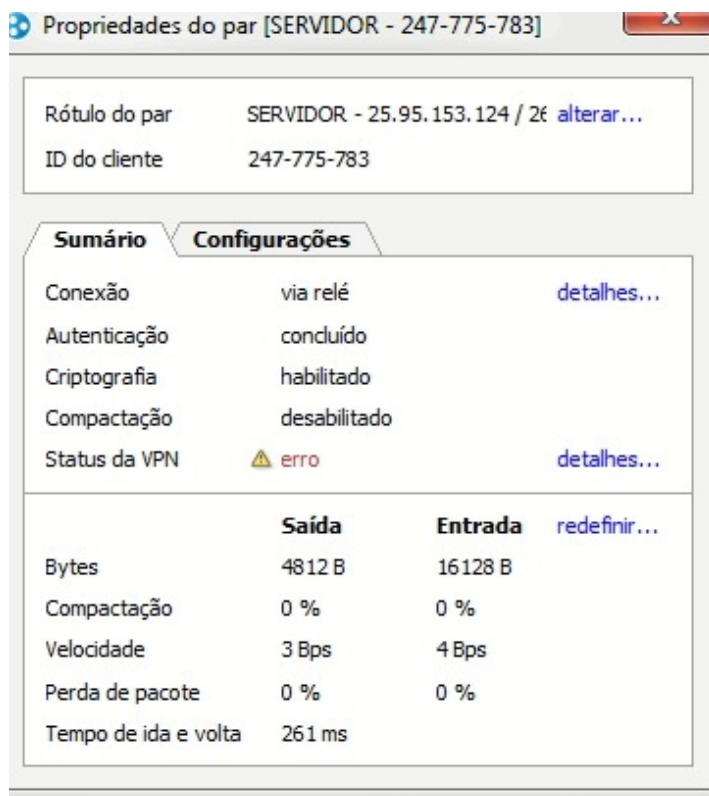 Propriedades do par [SERVIDOR - 247-775-783]
Rótulo do par SERVIDOR - 25.95.153.124 / 26 alterar...
ID do cliente 247-775-783
Sumário Configurações
Conexão via relé detalhes...
Autenticação concluído
Criptografia habilitado
Compactação desabilitado
Status da VPN erro detalhes...
Saída Entrada redefinir...
Bytes 4812 B 16128 B
Compactação 0 % 0 %
Velocidade 3 Bps 4 Bps
Perda de pacote 0 % 0 %
Tempo de ida e volta 261 ms